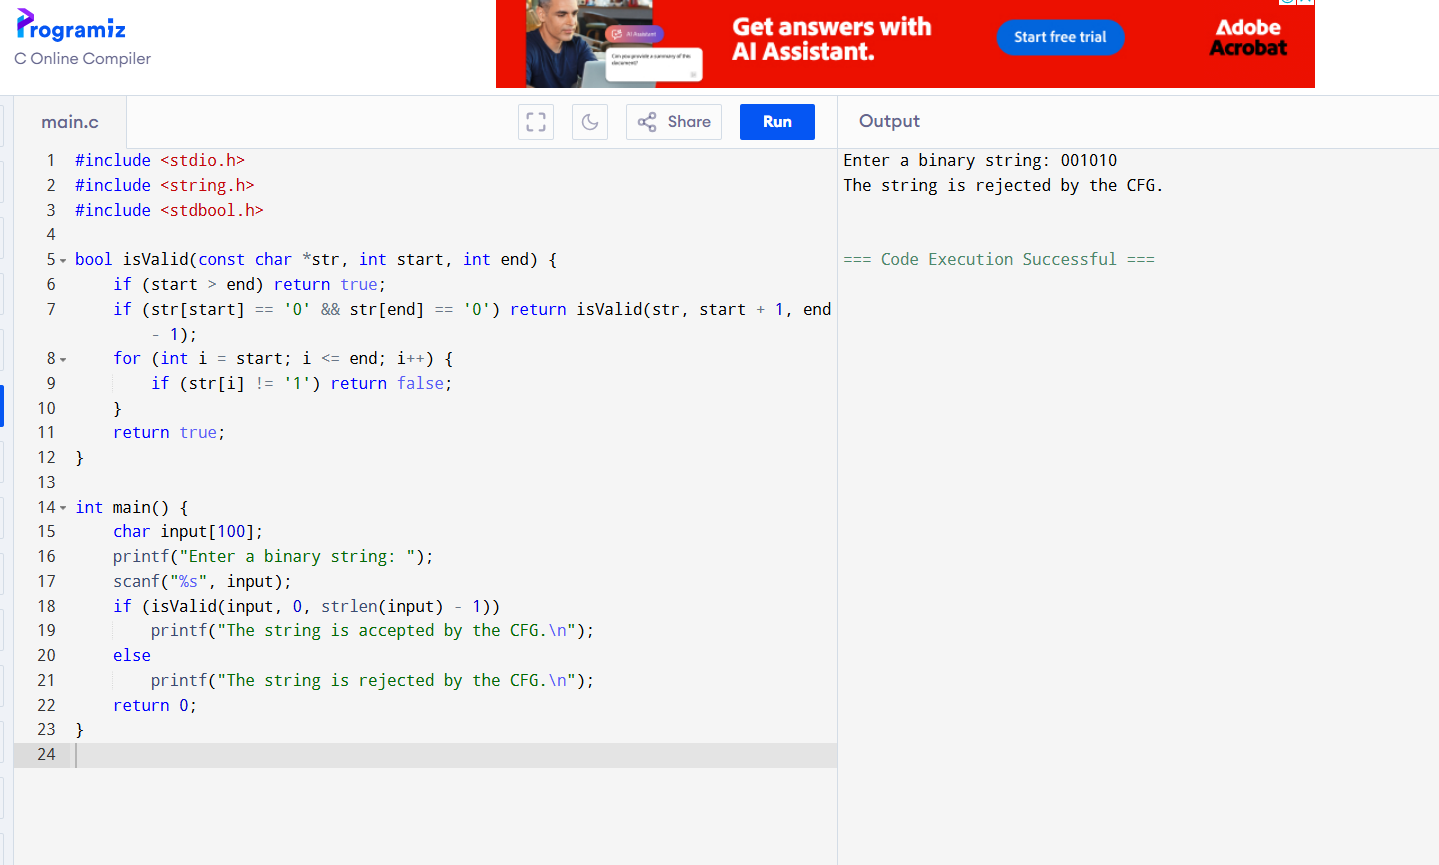 Programiz
C Online Compiler
AI Assistant
Can you provide a summary of this document?
Get answers with
AI Assistant.
Start free trial
Adobe
Acrobat
main.c
Share
Run
Output
1 #include <stdio.h>
2 #include <string.h>
3 #include <stdbool.h>
4
5 bool isValid(const char *str, int start, int end) {
6     if (start > end) return true;
7     if (str[start] == '0' && str[end] == '0') return isValid(str, start + 1, end
        - 1);
8     for (int i = start; i <= end; i++) {
9         if (str[i] != '1') return false;
10     }
11     return true;
12 }
13
14 int main() {
15     char input[100];
16     printf("Enter a binary string: ");
17     scanf("%s", input);
18     if (isValid(input, 0, strlen(input) - 1))
19         printf("The string is accepted by the CFG.\n");
20     else
21         printf("The string is rejected by the CFG.\n");
22     return 0;
23 }
24
Enter a binary string: 001010
The string is rejected by the CFG.
=== Code Execution Successful ===